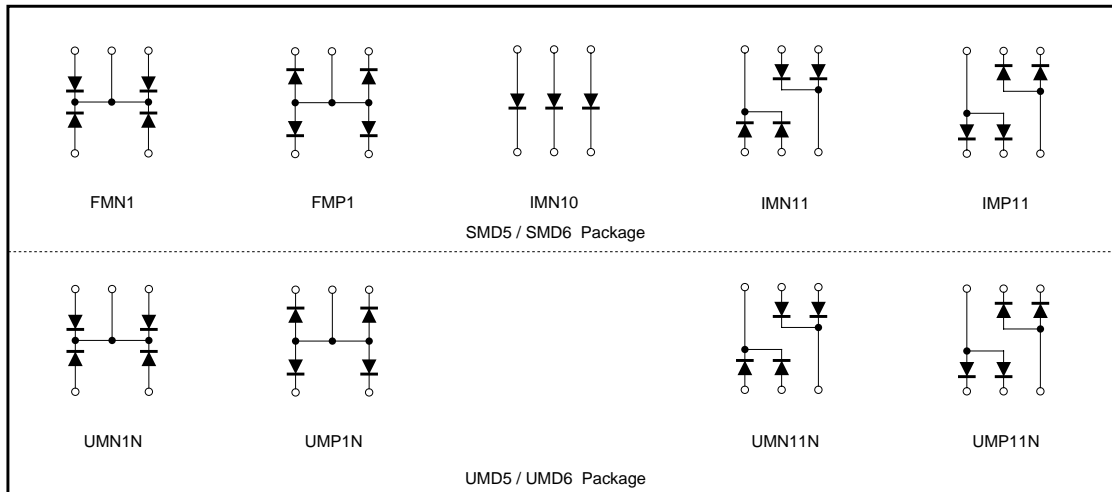 FMN1 FMP1 IMN10 IMN11 IMP11
SMD5 / SMD6 Package
UMN1N UMP1N UMN11N UMP11N
UMD5 / UMD6 Package